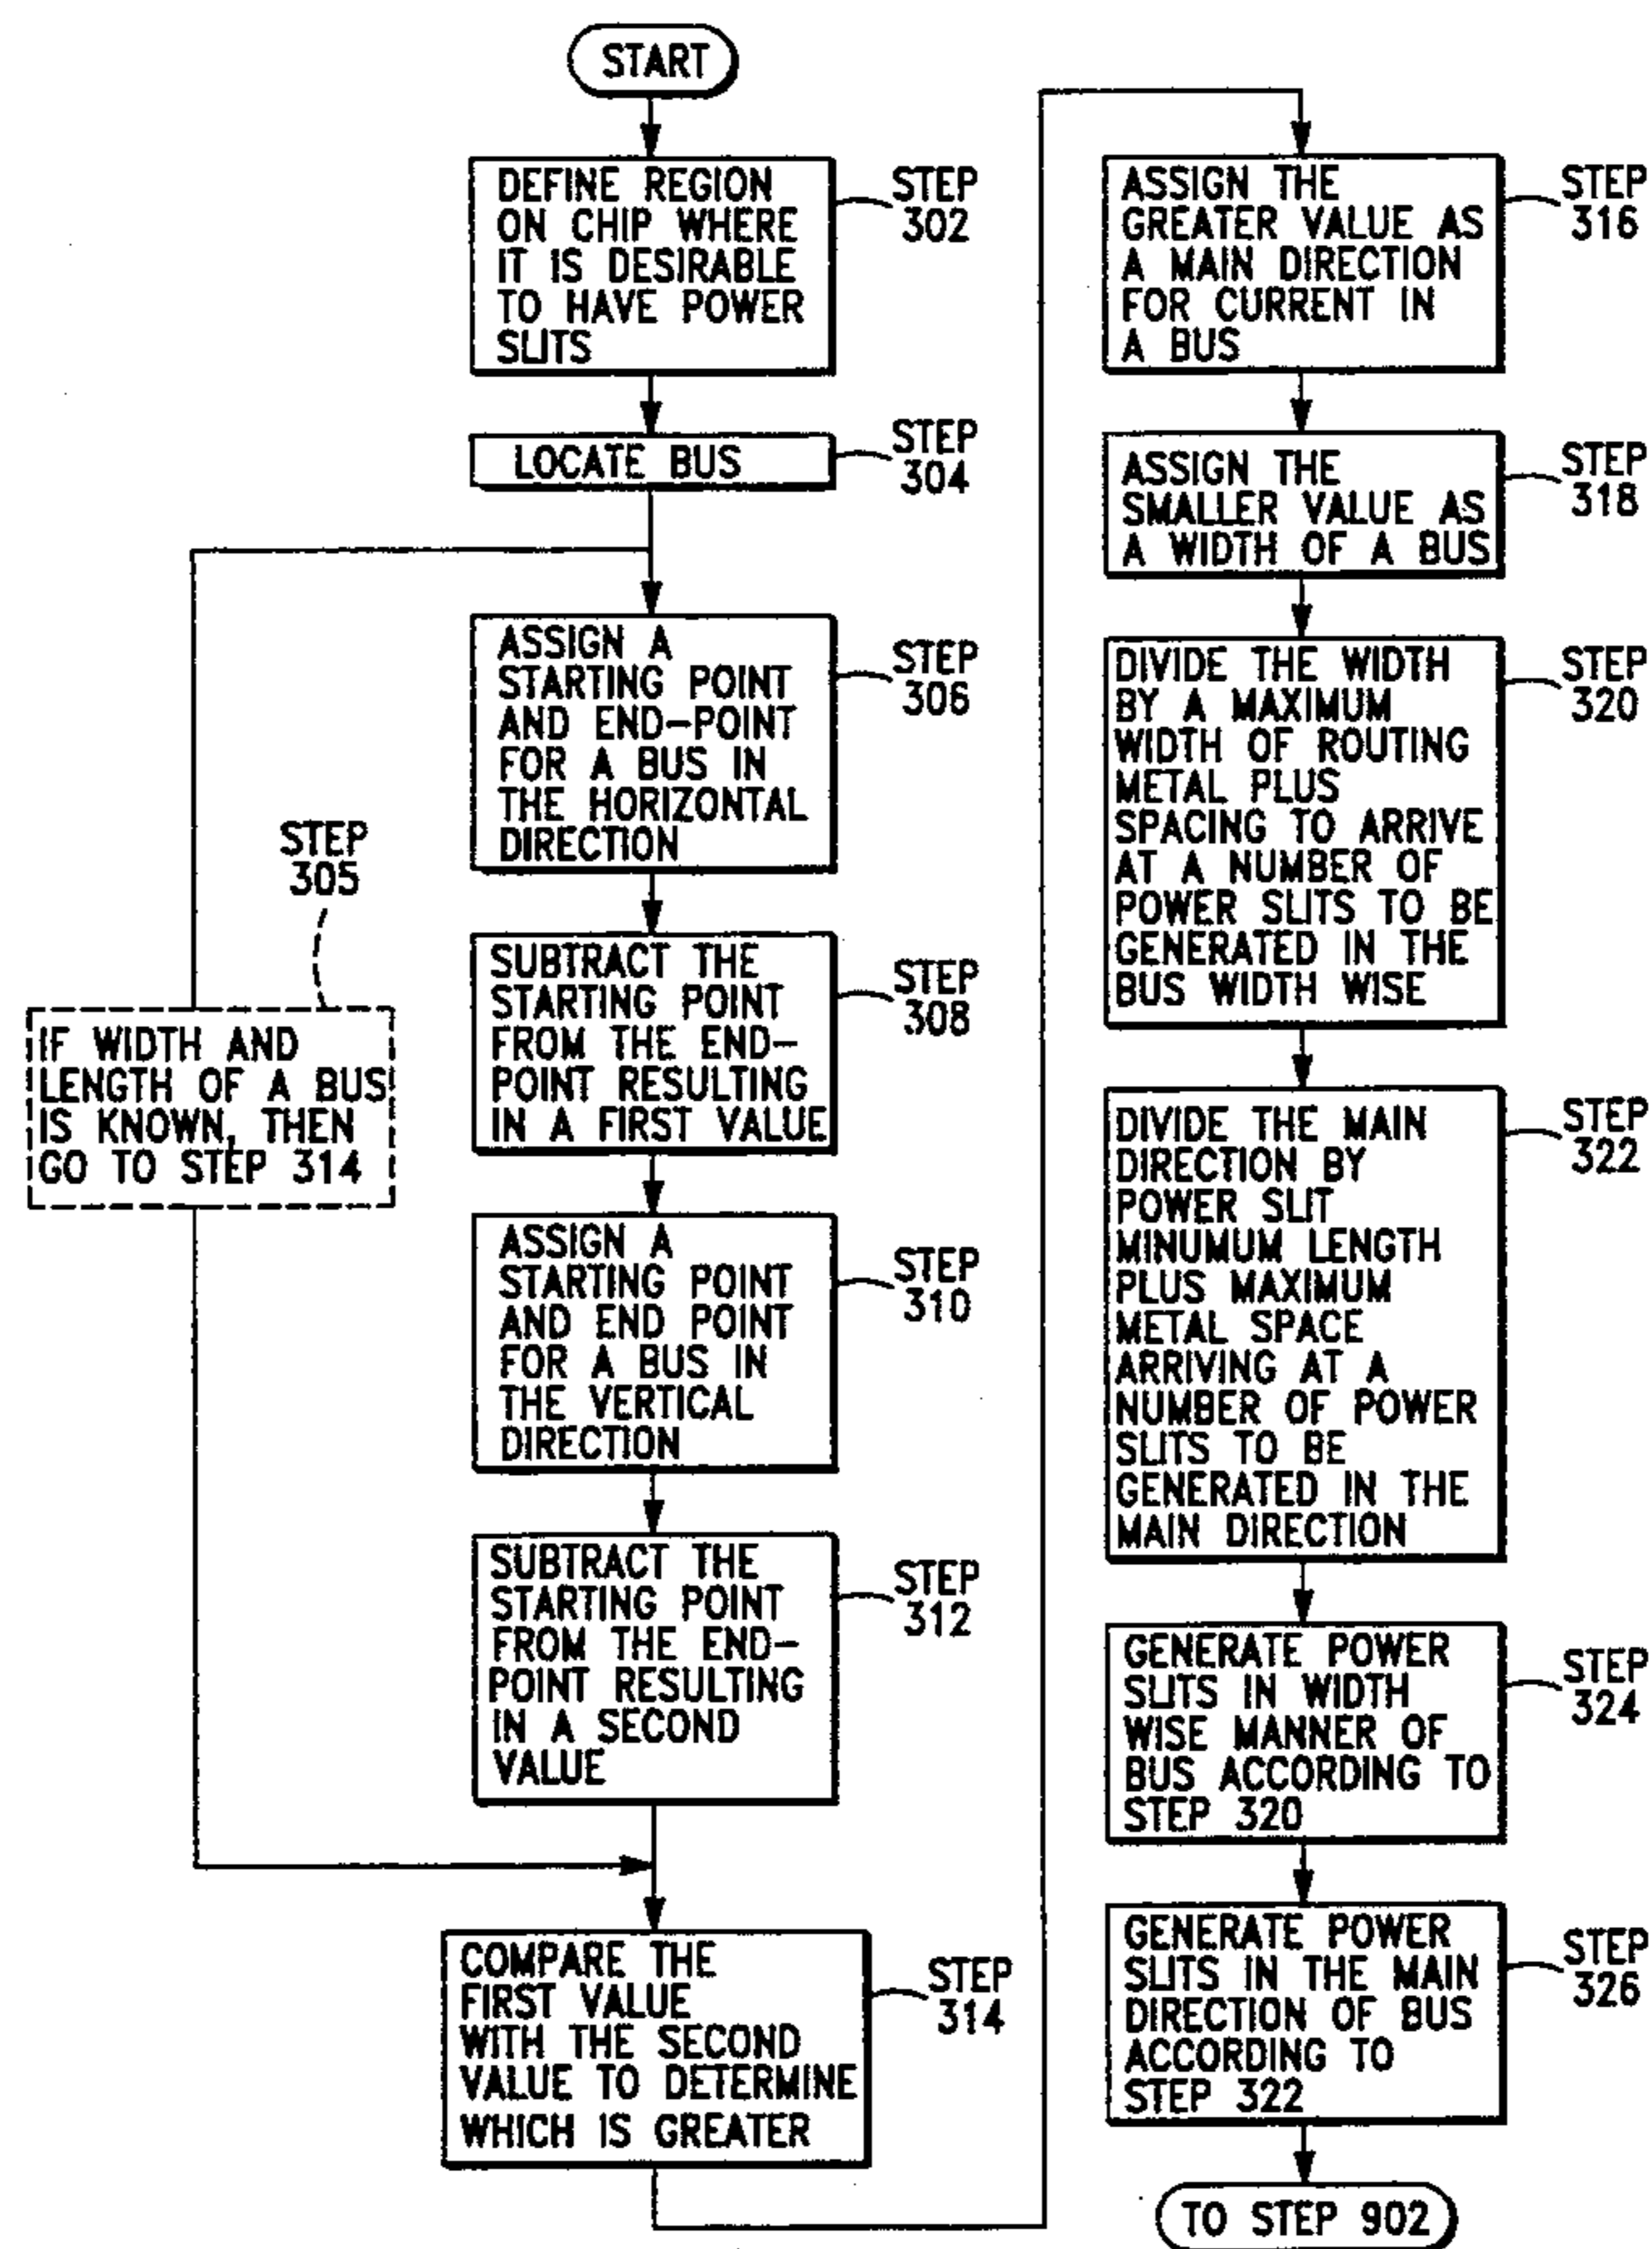 START
DEFINE REGION
ON CHIP WHERE
IT IS DESIRABLE
TO HAVE POWER
SLITS
STEP
302
LOCATE BUS
STEP
304
STEP
305
IF WIDTH AND
LENGTH OF A BUS
IS KNOWN, THEN
GO TO STEP 314
ASSIGN A
STARTING POINT
AND END-POINT
FOR A BUS IN
THE HORIZONTAL
DIRECTION
STEP
306
SUBTRACT THE
STARTING POINT
FROM THE END-
POINT RESULTING
IN A FIRST VALUE
STEP
308
ASSIGN A
STARTING POINT
AND END POINT
FOR A BUS IN
THE VERTICAL
DIRECTION
STEP
310
SUBTRACT THE
STARTING POINT
FROM THE END-
POINT RESULTING
IN A SECOND
VALUE
STEP
312
COMPARE THE
FIRST VALUE
WITH THE SECOND
VALUE TO DETERMINE
WHICH IS GREATER
STEP
314
ASSIGN THE
GREATER VALUE AS
A MAIN DIRECTION
FOR CURRENT IN
A BUS
STEP
316
ASSIGN THE
SMALLER VALUE AS
A WIDTH OF A BUS
STEP
318
DIVIDE THE WIDTH
BY A MAXIMUM
WIDTH OF ROUTING
METAL PLUS
SPACING TO ARRIVE
AT A NUMBER OF
POWER SLITS TO BE
GENERATED IN THE
BUS WIDTH WISE
STEP
320
DIVIDE THE MAIN
DIRECTION BY
POWER SLIT
MINUMUM LENGTH
PLUS MAXIMUM
METAL SPACE
ARRIVING AT A
NUMBER OF POWER
SLITS TO BE
GENERATED IN THE
MAIN DIRECTION
STEP
322
GENERATE POWER
SLITS IN WIDTH
WISE MANNER OF
BUS ACCORDING TO
STEP 320
STEP
324
GENERATE POWER
SLITS IN THE MAIN
DIRECTION OF BUS
ACCORDING TO
STEP 322
STEP
326
TO STEP 902